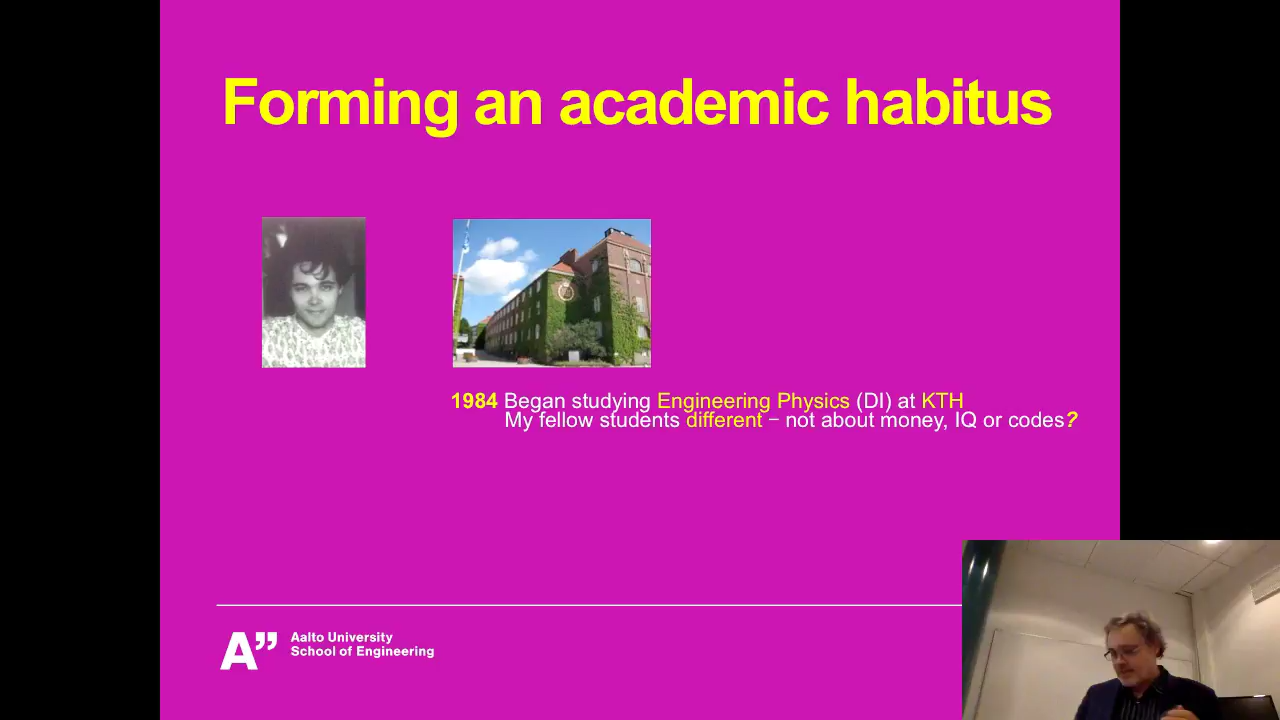 Forming an academic habitus
1984 Began studying Engineering Physics (DI) at KTH
My fellow students different – not about money, IQ or codes?
A”
Aalto University
School of Engineering